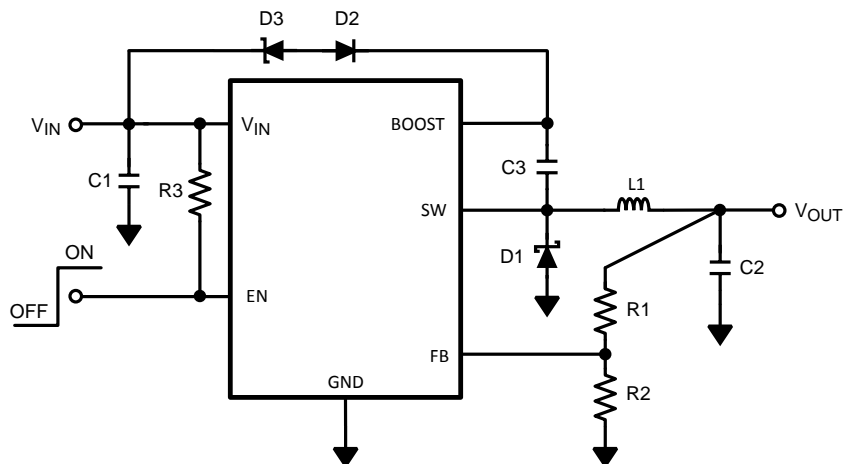 D3
D2
VIN
VIN
BOOST
C1
R3
C3
L1
SW
VOUT
ON
D1
C2
OFF
EN
R1
FB
GND
R2